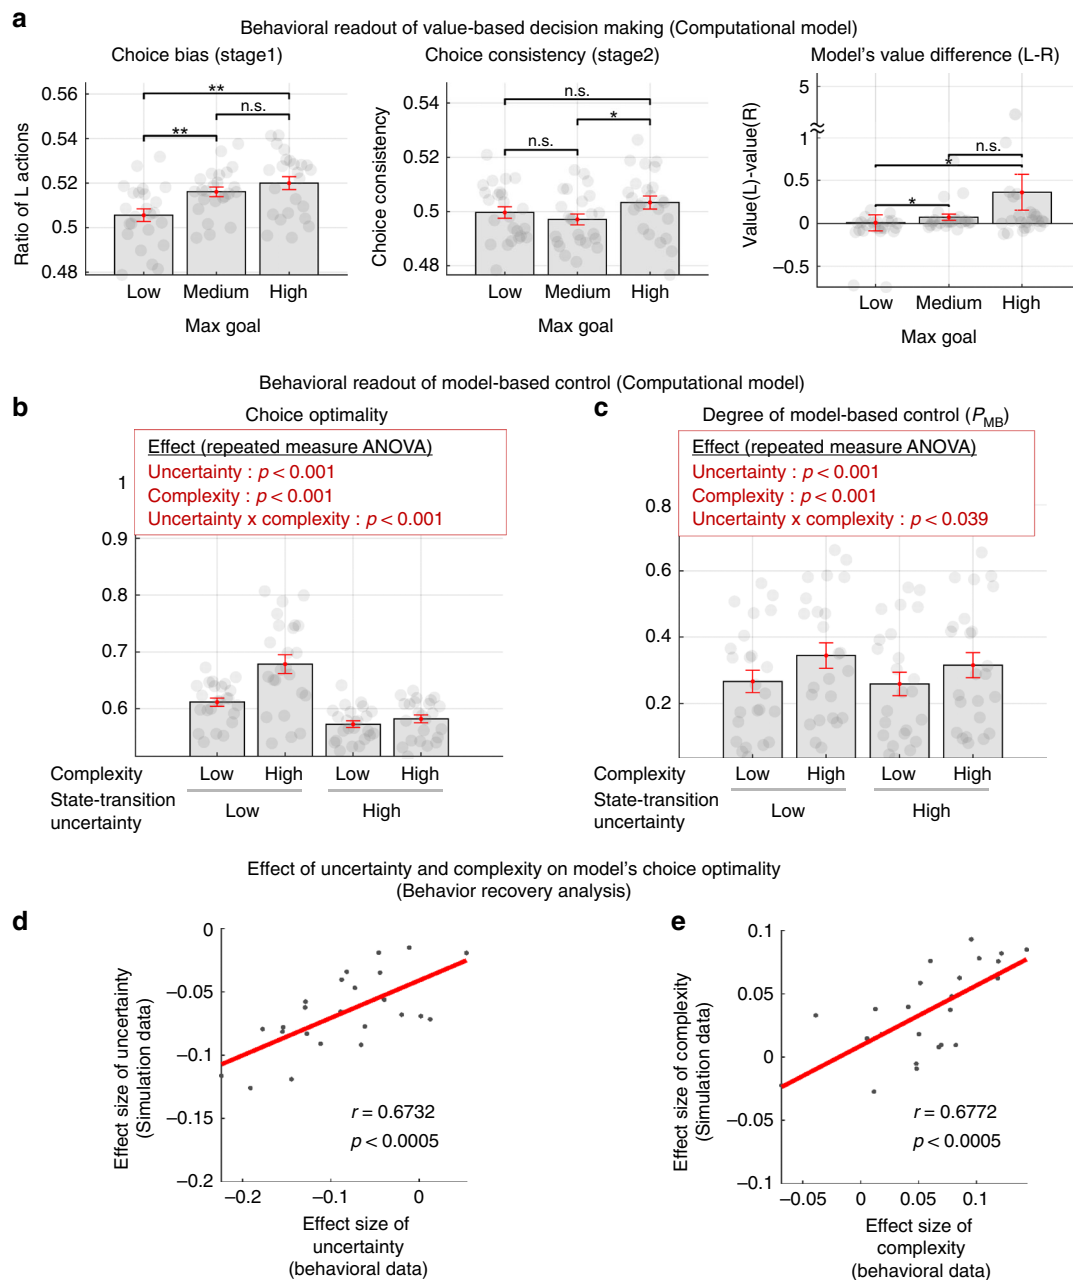 a
Behavioral readout of value-based decision making (Computational model)
Choice bias (stage1)
Ratio of L actions
0.56
0.54
0.52
0.5
0.48
**
n.s.
**
Low Medium High
Max goal
Choice consistency (stage2)
Choice consistency
0.54
0.52
0.5
0.48
n.s.
*
n.s.
Low Medium High
Max goal
Model's value difference (L-R)
Value(L)-value(R)
5
1
0.5
0
−0.5
n.s.
*
*
Low Medium High
Max goal
Behavioral readout of model-based control (Computational model)
b
Choice optimality
Effect (repeated measure ANOVA)
Uncertainty : p < 0.001
Complexity : p < 0.001
Uncertainty x complexity : p < 0.001
1
0.9
0.8
0.7
0.6
Complexity Low High Low High
State-transition
uncertainty
Low High
c
Degree of model-based control (PMB)
Effect (repeated measure ANOVA)
Uncertainty : p < 0.001
Complexity : p < 0.001
Uncertainty x complexity : p < 0.039
0.8
0.6
0.4
0.2
Complexity Low High Low High
State-transition
uncertainty
Low High
Effect of uncertainty and complexity on model's choice optimality
(Behavior recovery analysis)
d
Effect size of uncertainty
(Simulation data)
0
−0.05
−0.1
−0.15
−0.2
r = 0.6732
p < 0.0005
−0.2 −0.1 0
Effect size of
uncertainty
(behavioral data)
e
Effect size of complexity
(Simulation data)
0.1
0.05
0
−0.05
−0.1
r = 0.6772
p < 0.0005
−0.05 0 0.05 0.1
Effect size of
complexity
(behavioral data)